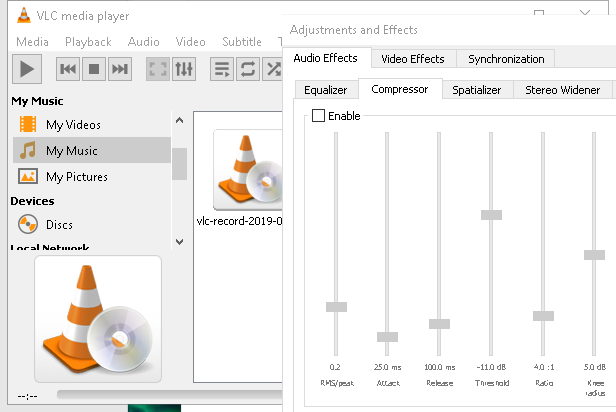 VLC media player
Media Playback Audio Video Subtitle T
My Music
My Videos
My Music
My Pictures
Devices
Discs
Local Network
vlc-record-2019-0
--:--
Adjustments and Effects
Audio Effects Video Effects Synchronization
Equalizer Compressor Spatializer Stereo Widener
Enable
0.2 25.0 ms 100.0 ms -11.0 dB 4.0 :1 5.0 dB
RMS/peak Attack Release Threshold Ratio Knee
radius